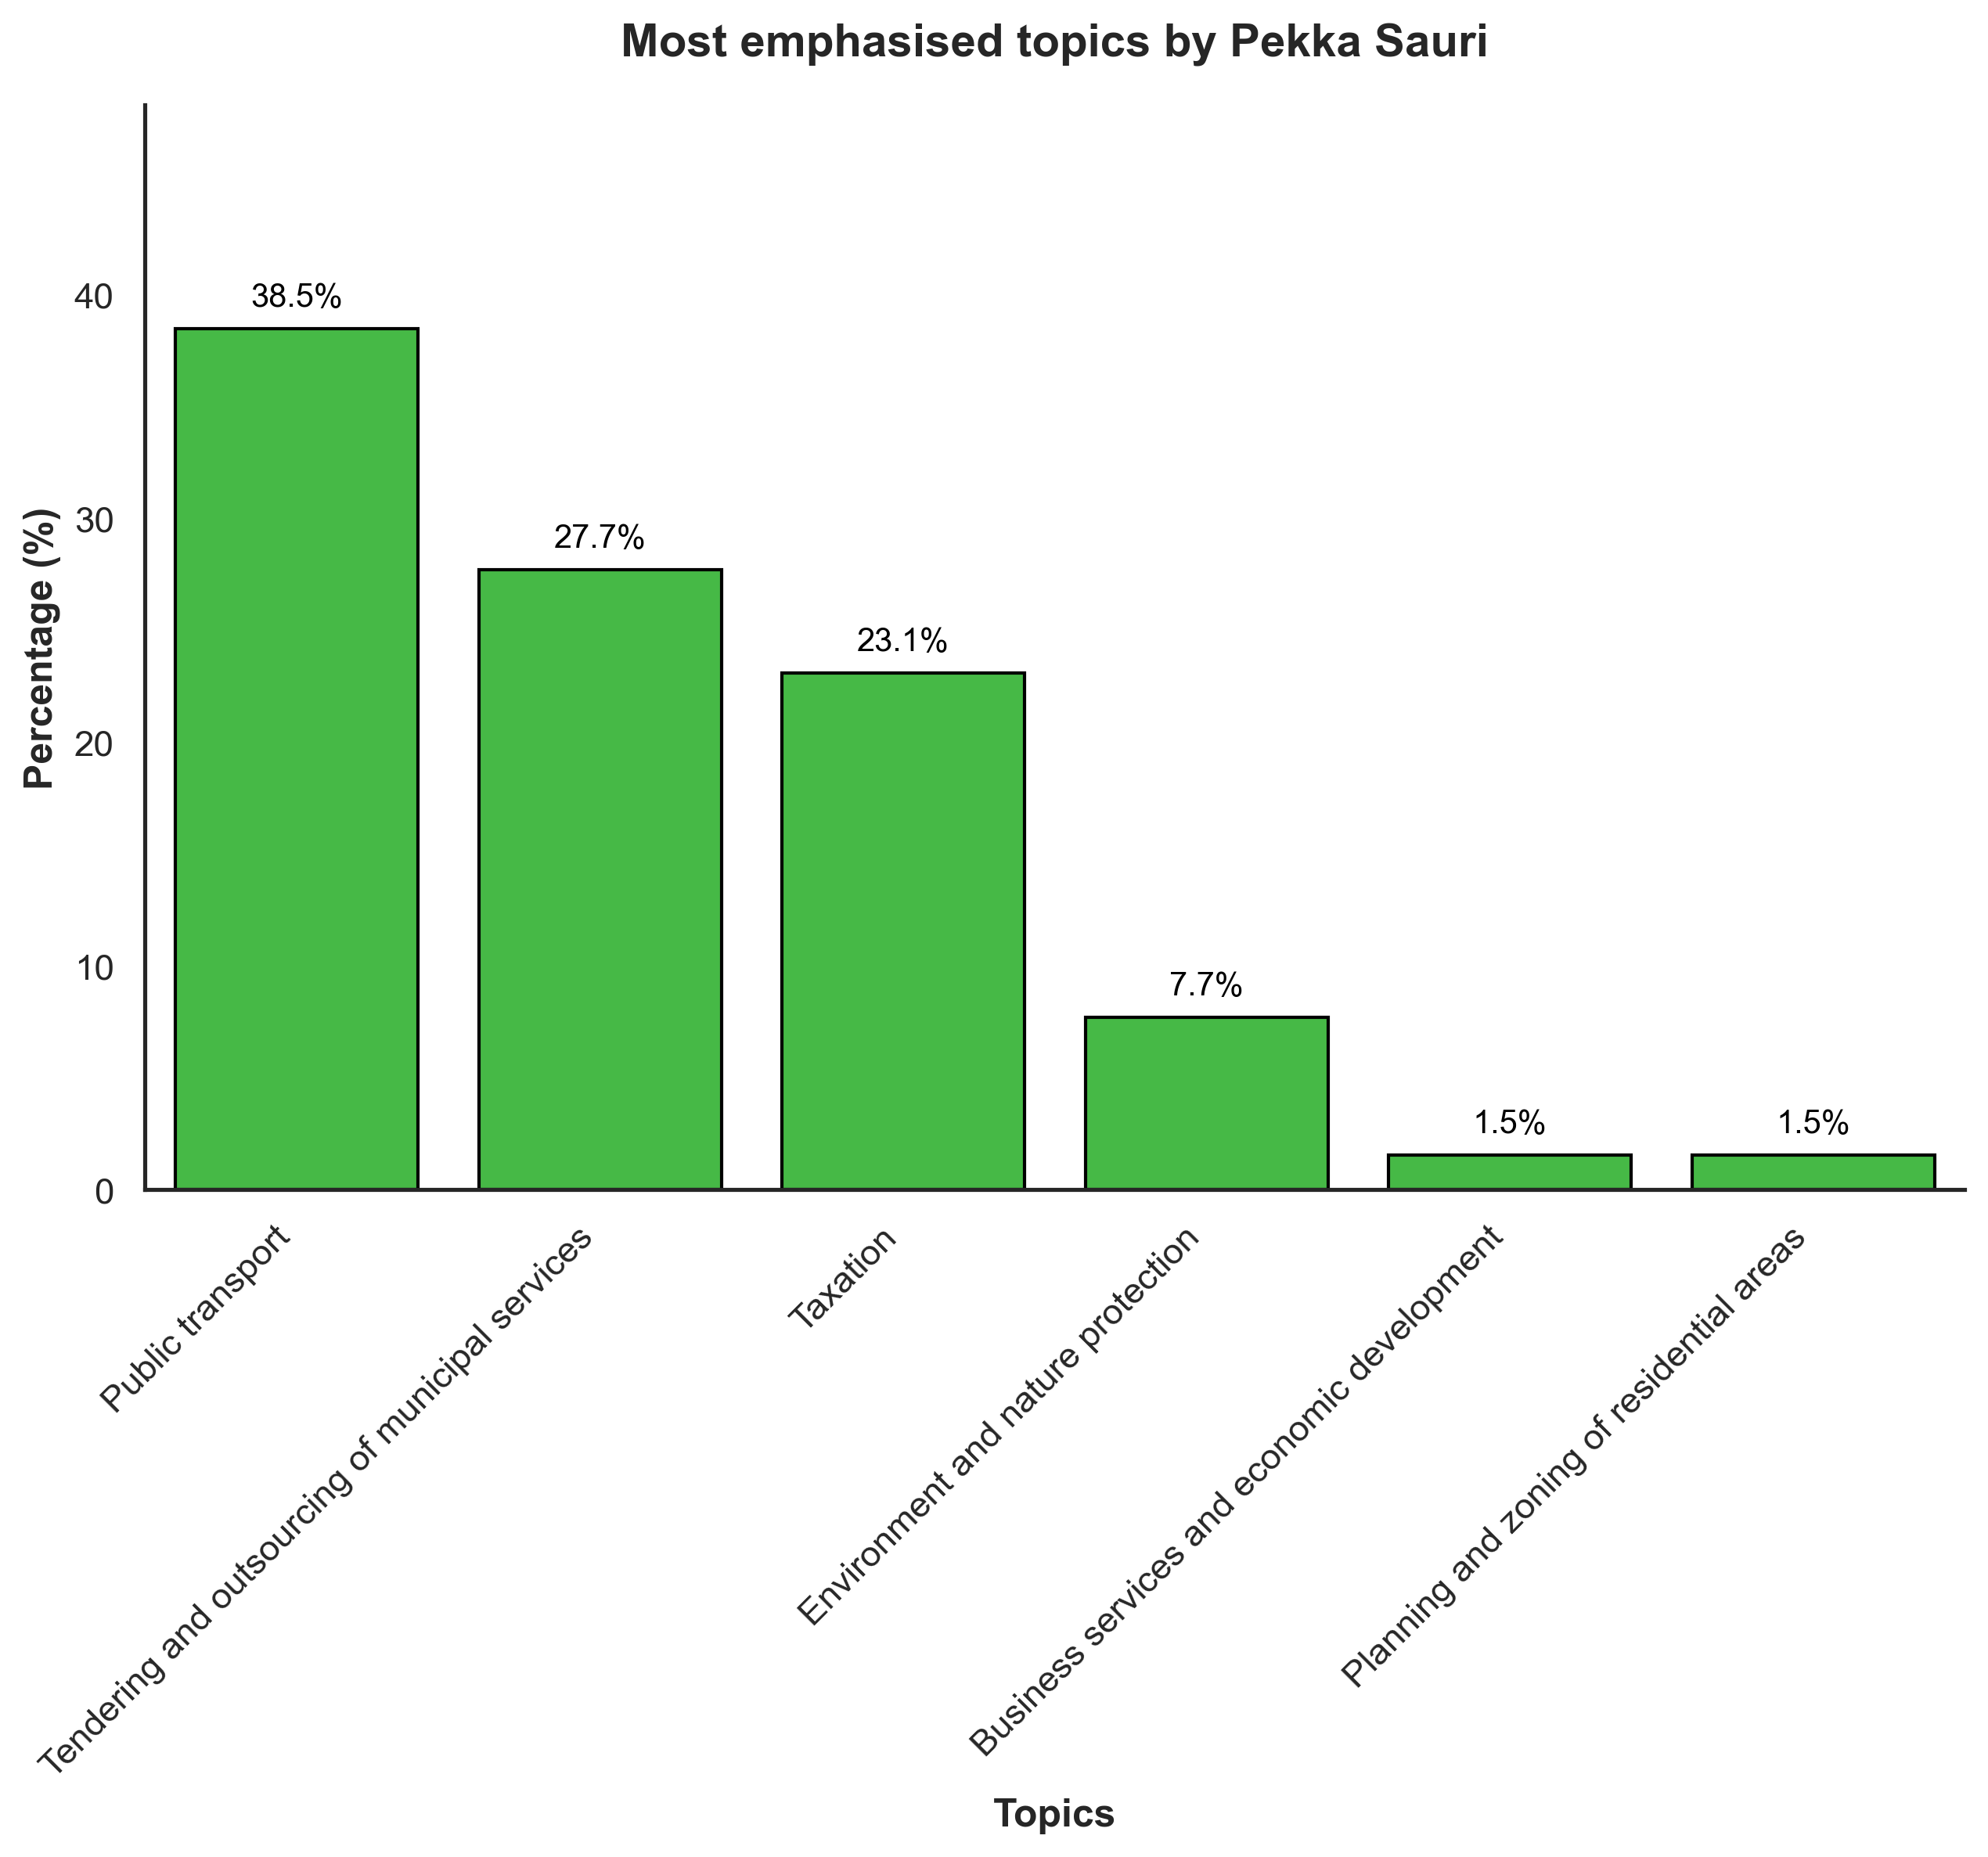 Most emphasised topics by Pekka Sauri
Percentage (%)
40
30
20
10
0
38.5%
27.7%
23.1%
7.7%
1.5%
1.5%
Public transport
Tendering and outsourcing of municipal services
Taxation
Environment and nature protection
Business services and economic development
Planning and zoning of residential areas
Topics